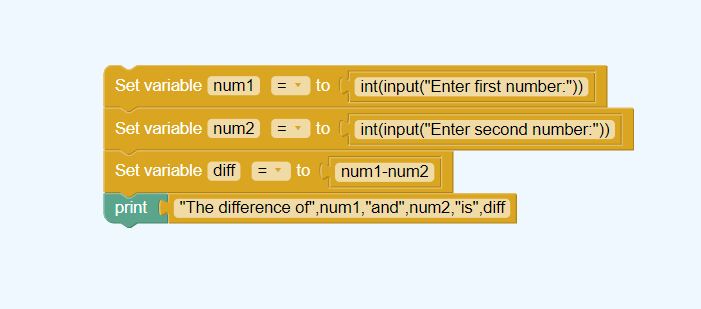 Set variable num1 = to int(input("Enter first number:"))
Set variable num2 = to int(input("Enter second number:"))
Set variable diff = to num1-num2
print "The difference of",num1,"and",num2,"is",diff